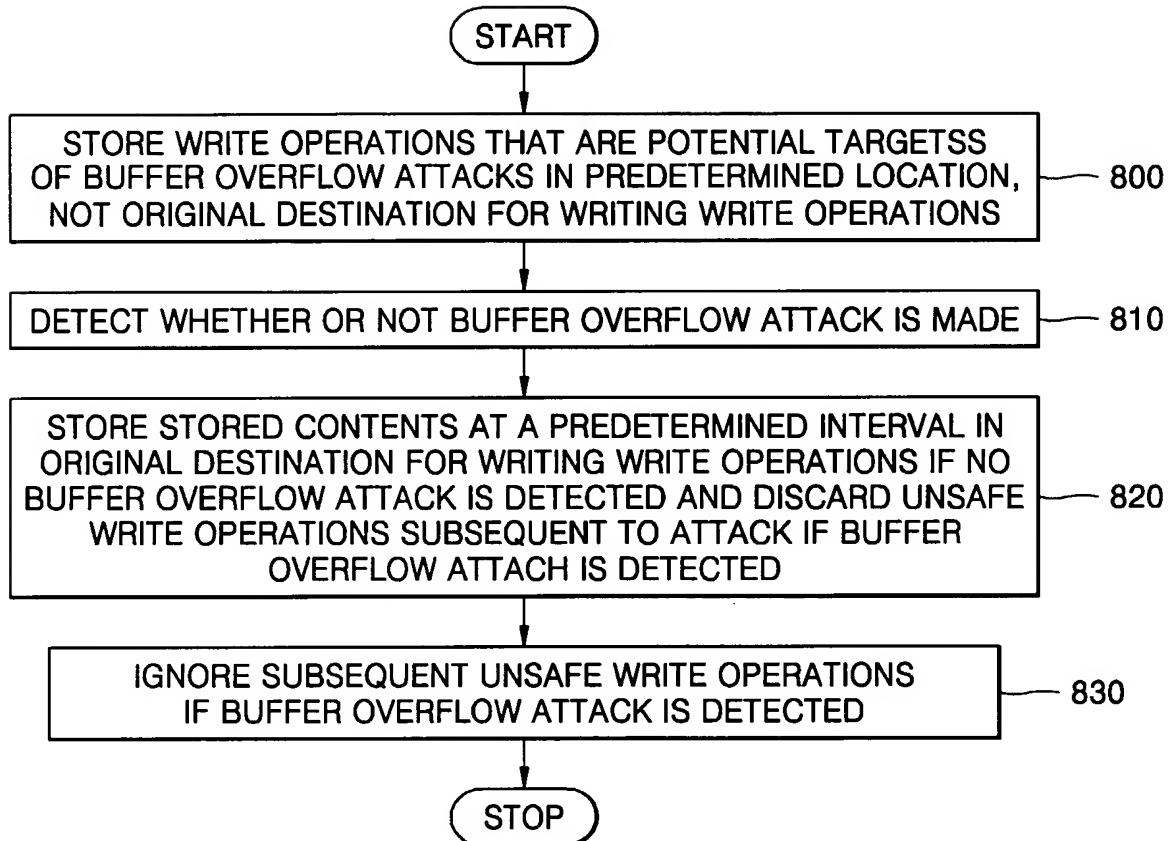 START
STORE WRITE OPERATIONS THAT ARE POTENTIAL TARGETSS
OF BUFFER OVERFLOW ATTACKS IN PREDETERMINED LOCATION,
NOT ORIGINAL DESTINATION FOR WRITING WRITE OPERATIONS
800
DETECT WHETHER OR NOT BUFFER OVERFLOW ATTACK IS MADE
810
STORE STORED CONTENTS AT A PREDETERMINED INTERVAL IN
ORIGINAL DESTINATION FOR WRITING WRITE OPERATIONS IF NO
BUFFER OVERFLOW ATTACK IS DETECTED AND DISCARD UNSAFE
WRITE OPERATIONS SUBSEQUENT TO ATTACK IF BUFFER
OVERFLOW ATTACH IS DETECTED
820
IGNORE SUBSEQUENT UNSAFE WRITE OPERATIONS
IF BUFFER OVERFLOW ATTACK IS DETECTED
830
STOP